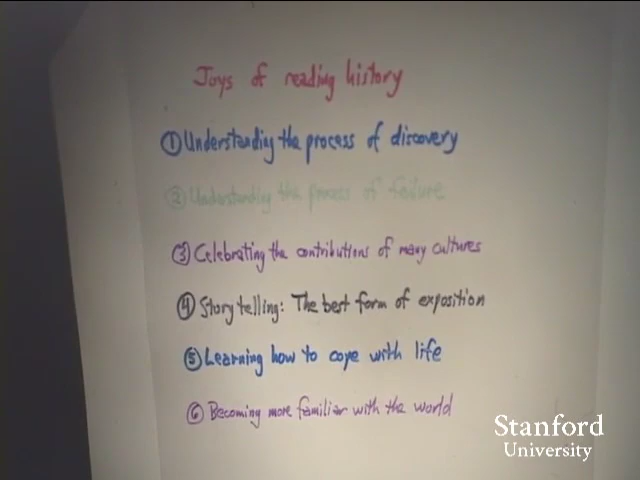 Joys of reading history
① Understanding the process of discovery
② Understanding the process of failure
③ Celebrating the contributions of many cultures
④ Story telling: The best form of exposition
⑤ Learning how to cope with life
⑥ Becoming more familiar with the world
Stanford
University